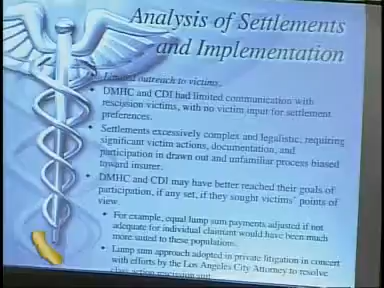 Analysis of Settlements
and Implementation
Limited outreach to victims.
• DMHC and CDI had limited communication with
rescission victims, with no victim input for settlement
preferences.
• Settlements excessively complex and legalistic, requiring
significant victim actions, documentation, and
participation in drawn out and unfamiliar process biased
toward insurer.
• DMHC and CDI may have better reached their goals of
participation, if any set, if they sought victims' points of
view.
• For example, equal lump sum payments adjusted if not
adequate for individual claimant would have been much
more suited to these populations.
• Lump sum approach adopted in private litigation in concert
with efforts by the Los Angeles City Attorney to resolve
class action rescission suit.